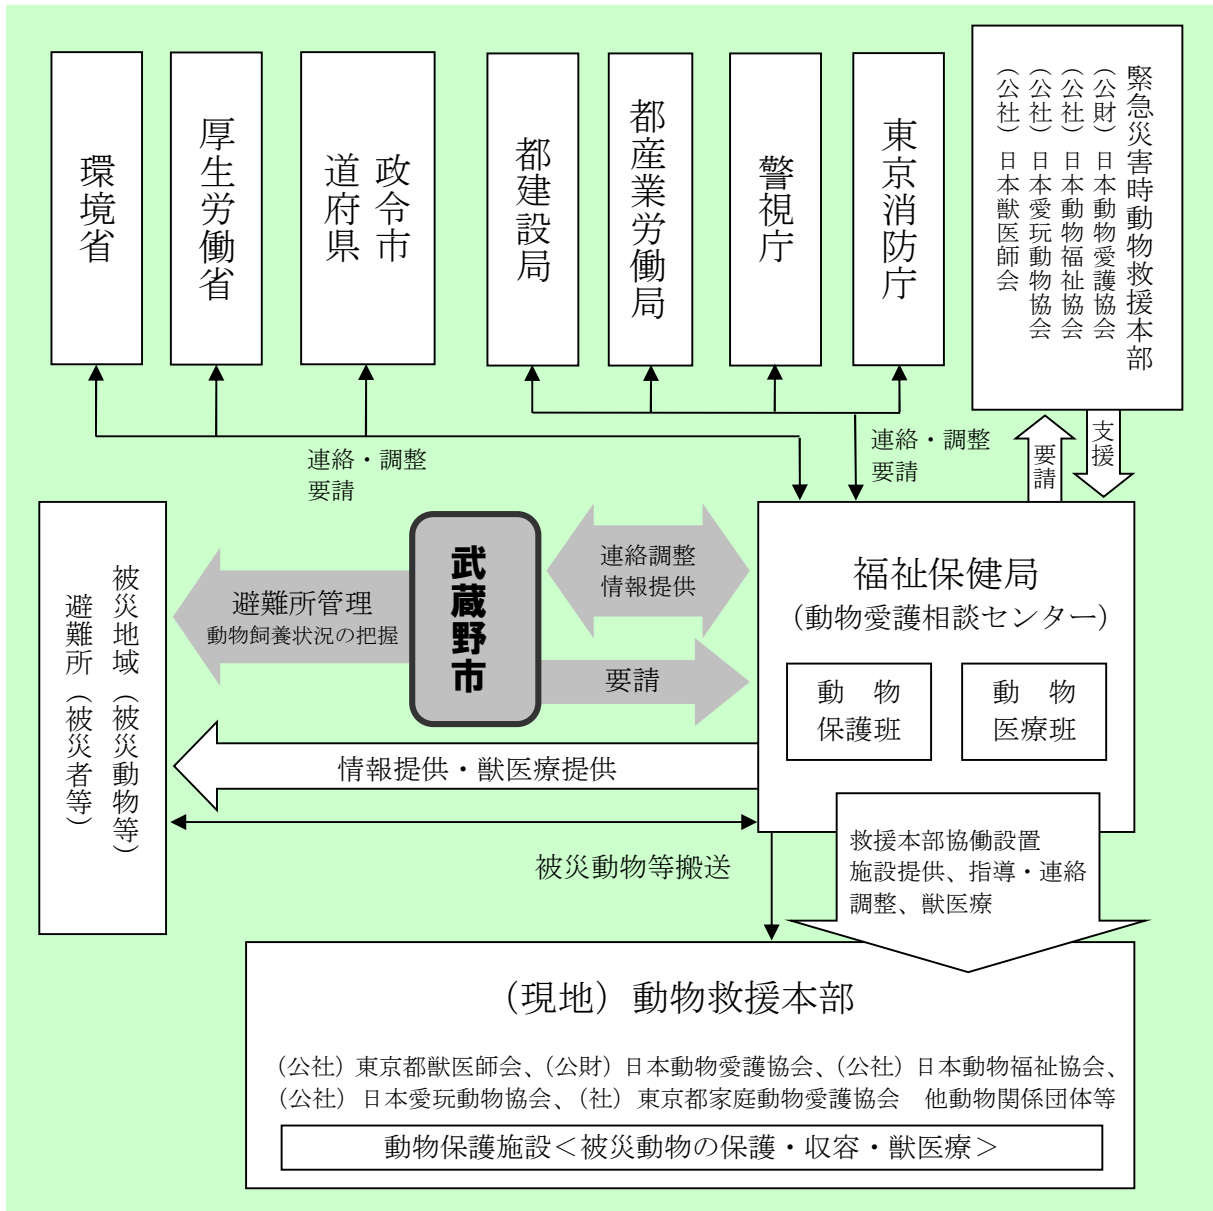 環境省
厚生労働省
政令市
道府県
都建設局
都産業労働局
警視庁
東京消防庁
緊急災害時動物救援本部
（公財）日本動物愛護協会
（公社）日本動物福祉協会
（公社）日本愛玩動物協会
（公社）日本獣医師会
連絡・調整
要請
連絡・調整
要請
要請
支援
被災地域（被災動物等）
避難所（被災者等）
避難所管理
動物飼養状況の把握
武蔵野市
連絡調整
情報提供
要請
福祉保健局
（動物愛護相談センター）
動　物
保護班
動　物
医療班
情報提供・獣医療提供
被災動物等搬送
救援本部協働設置
施設提供、指導・連絡
調整、獣医療
（現地）動物救援本部
（公社）東京都獣医師会、（公財）日本動物愛護協会、（公社）日本動物福祉協会、
（公社）日本愛玩動物協会、（社）東京都家庭動物愛護協会　他動物関係団体等
動物保護施設＜被災動物の保護・収容・獣医療＞